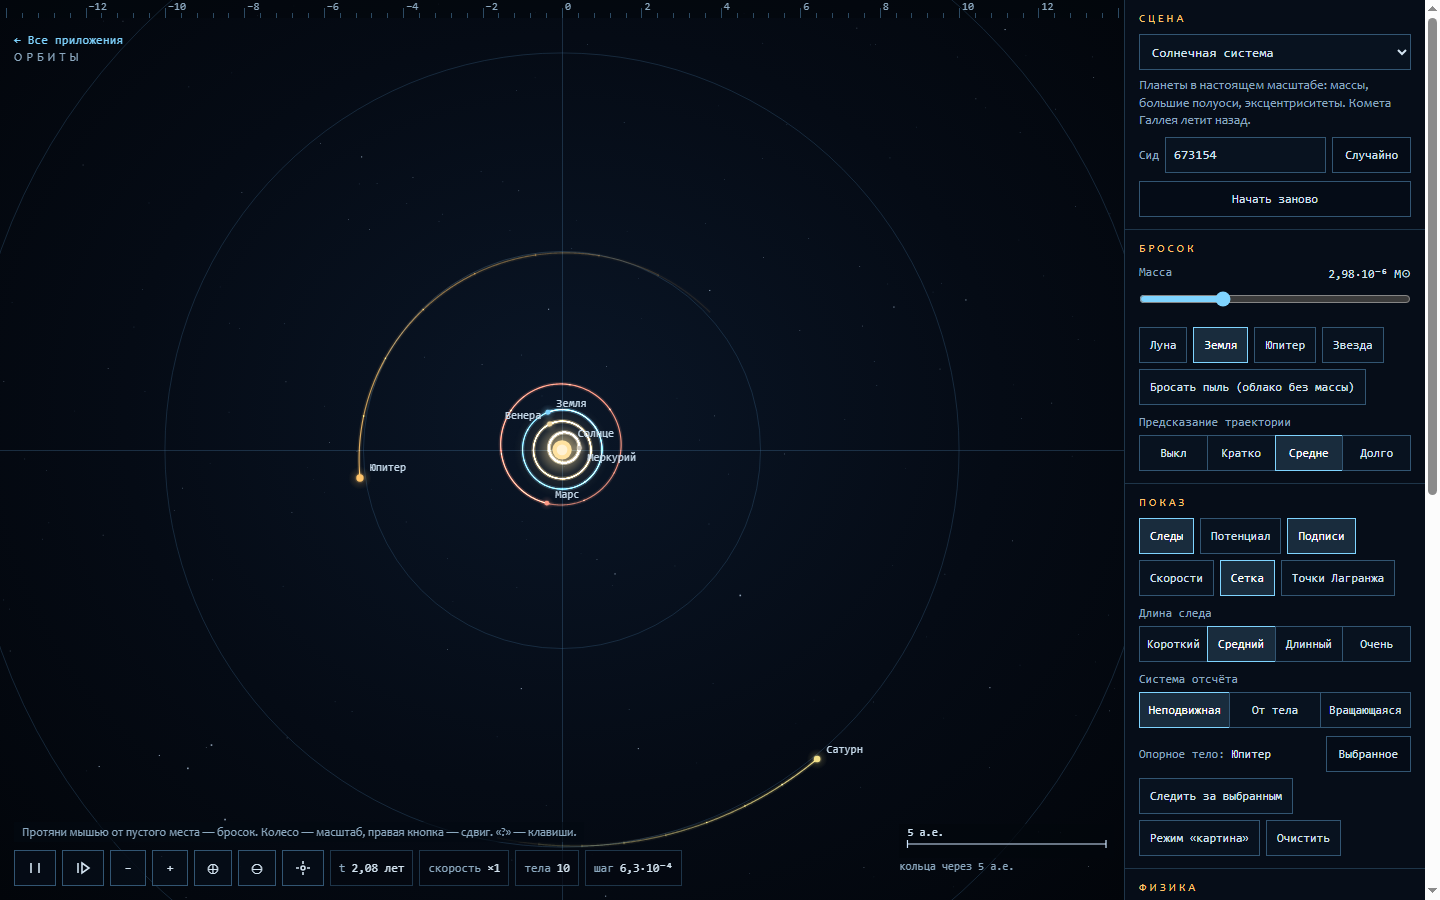 −12 −10 −8 −6 −4 −2 0 2 4 6 8 10 12
← Все приложения
ОРБИТЫ
Земля
Венера
Солнце
Меркурий
Юпитер
Марс
Сатурн
Протяни мышью от пустого места — бросок. Колесо — масштаб, правая кнопка — сдвиг. «?» — клавиши.
− + ⊕ ⊖ t 2,08 лет скорость ×1 тела 10 шаг 6,3·10⁻⁴
5 а.е.
кольца через 5 а.е.
СЦЕНА
Солнечная система
Планеты в настоящем масштабе: массы,
большие полуоси, эксцентриситеты. Комета
Галлея летит назад.
Сид 673154 Случайно
Начать заново
БРОСОК
Масса 2,98·10⁻⁶ M⊙
Луна Земля Юпитер Звезда
Бросать пыль (облако без массы)
Предсказание траектории
Выкл Кратко Средне Долго
ПОКАЗ
Следы Потенциал Подписи
Скорости Сетка Точки Лагранжа
Длина следа
Короткий Средний Длинный Очень
Система отсчёта
Неподвижная От тела Вращающаяся
Опорное тело: Юпитер Выбранное
Следить за выбранным
Режим «картина» Очистить
ФИЗИКА